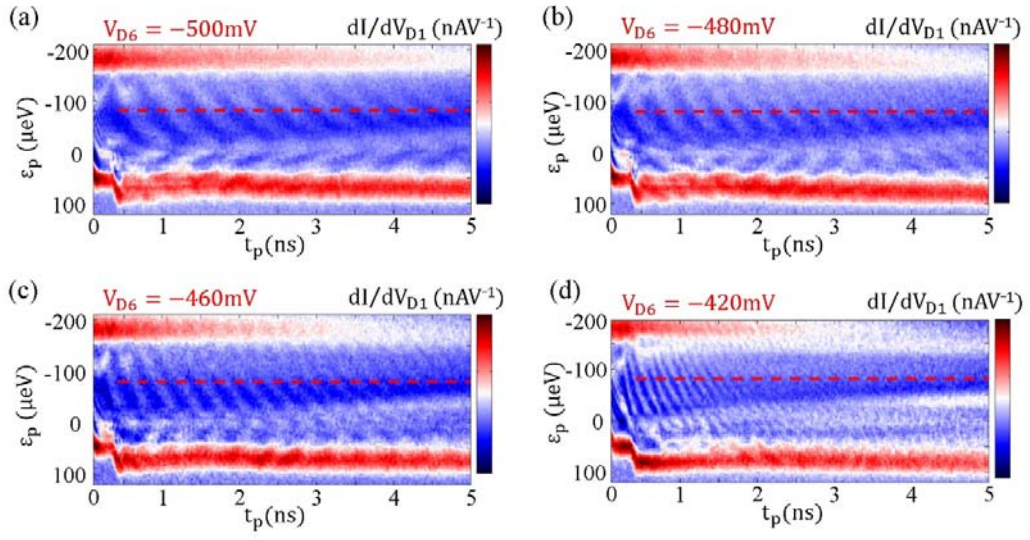 (a) V_D6 = −500mV dI/dV_D1 (nAV⁻¹)
-200
-100
0
100
ε_p (μeV)
0 1 2 3 4 5
t_p(ns)
(b) V_D6 = −480mV dI/dV_D1 (nAV⁻¹)
-200
-100
0
100
ε_p (μeV)
0 1 2 3 4 5
t_p(ns)
(c) V_D6 = −460mV dI/dV_D1 (nAV⁻¹)
-200
-100
0
100
ε_p (μeV)
0 1 2 3 4 5
t_p(ns)
(d) V_D6 = −420mV dI/dV_D1 (nAV⁻¹)
-200
-100
0
100
ε_p (μeV)
0 1 2 3 4 5
t_p(ns)